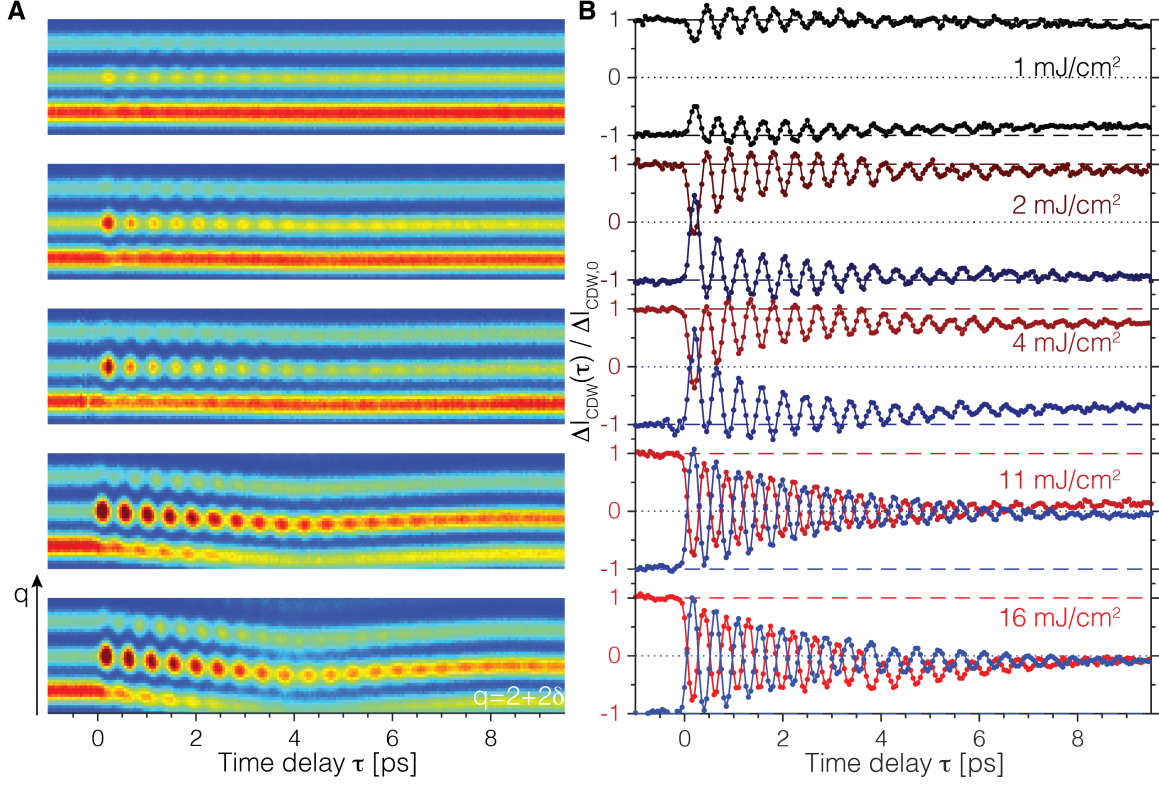 A
B
q
q=2+2δ
0
2
4
6
8
Time delay τ [ps]
ΔI_CDW(τ) / ΔI_CDW,0
1
0
-1
1 mJ/cm²
1
0
-1
2 mJ/cm²
1
0
-1
4 mJ/cm²
1
0
-1
11 mJ/cm²
1
0
-1
16 mJ/cm²
0
2
4
6
8
Time delay τ [ps]